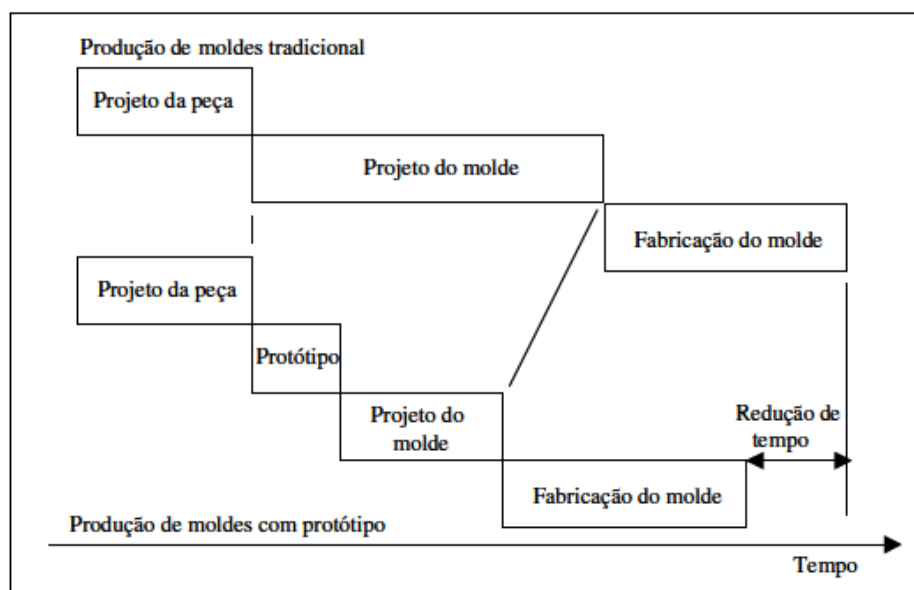 Produção de moldes tradicional
Projeto da peça
Projeto do molde
Fabricação do molde
Projeto da peça
Protótipo
Projeto do
molde
Redução de
tempo
Fabricação do molde
Produção de moldes com protótipo
Tempo